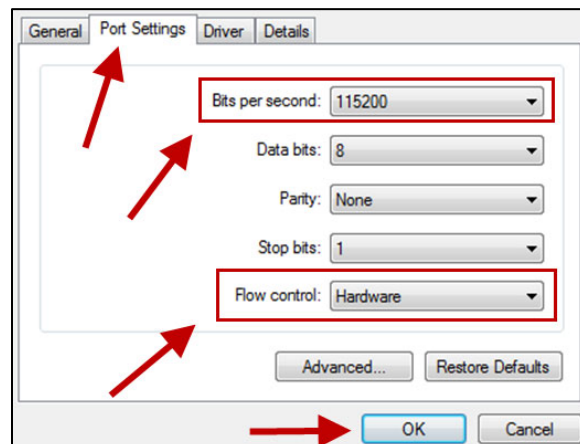 General Port Settings Driver Details
Bits per second: 115200
Data bits: 8
Parity: None
Stop bits: 1
Flow control: Hardware
Advanced... Restore Defaults
OK Cancel